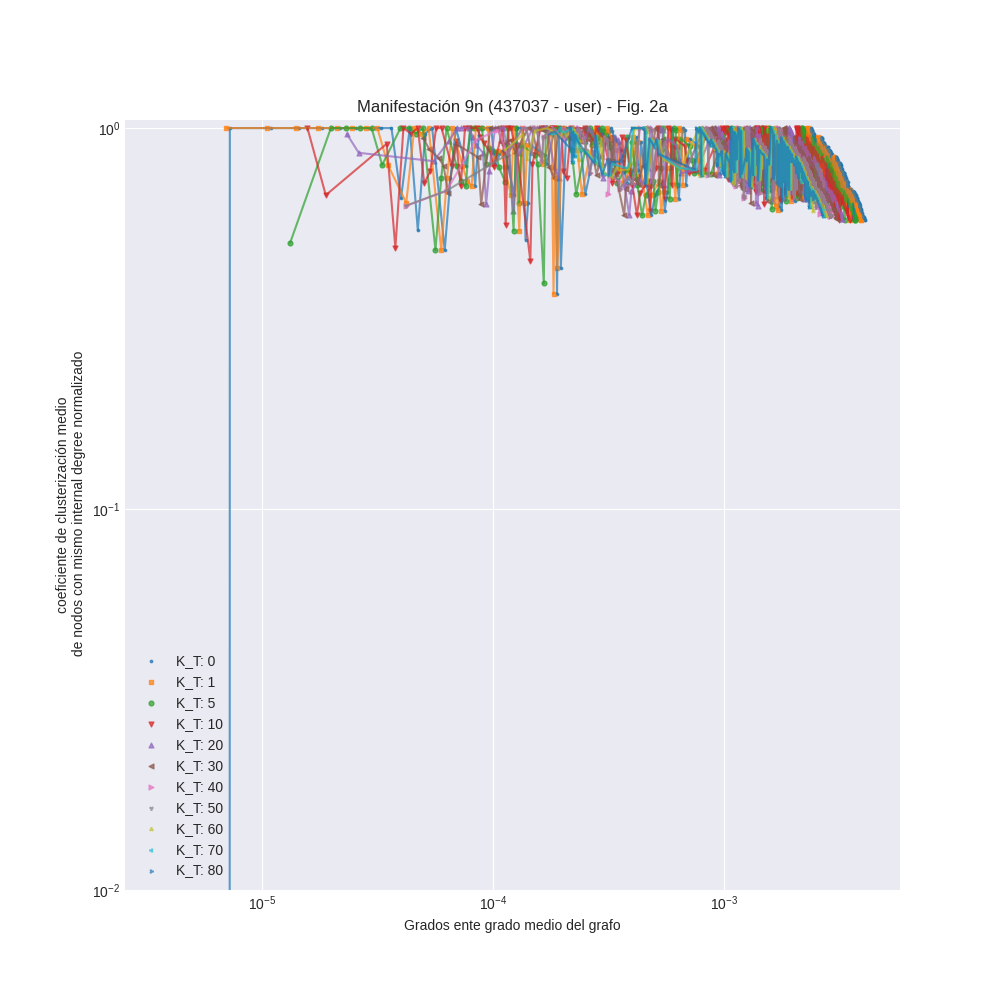 Manifestación 9n (437037 - user) - Fig. 2a
10⁰
10⁻¹
10⁻²
coeficiente de clusterización medio
de nodos con mismo internal degree normalizado
K_T: 0
K_T: 1
K_T: 5
K_T: 10
K_T: 20
K_T: 30
K_T: 40
K_T: 50
K_T: 60
K_T: 70
K_T: 80
10⁻⁵
10⁻⁴
10⁻³
Grados ente grado medio del grafo